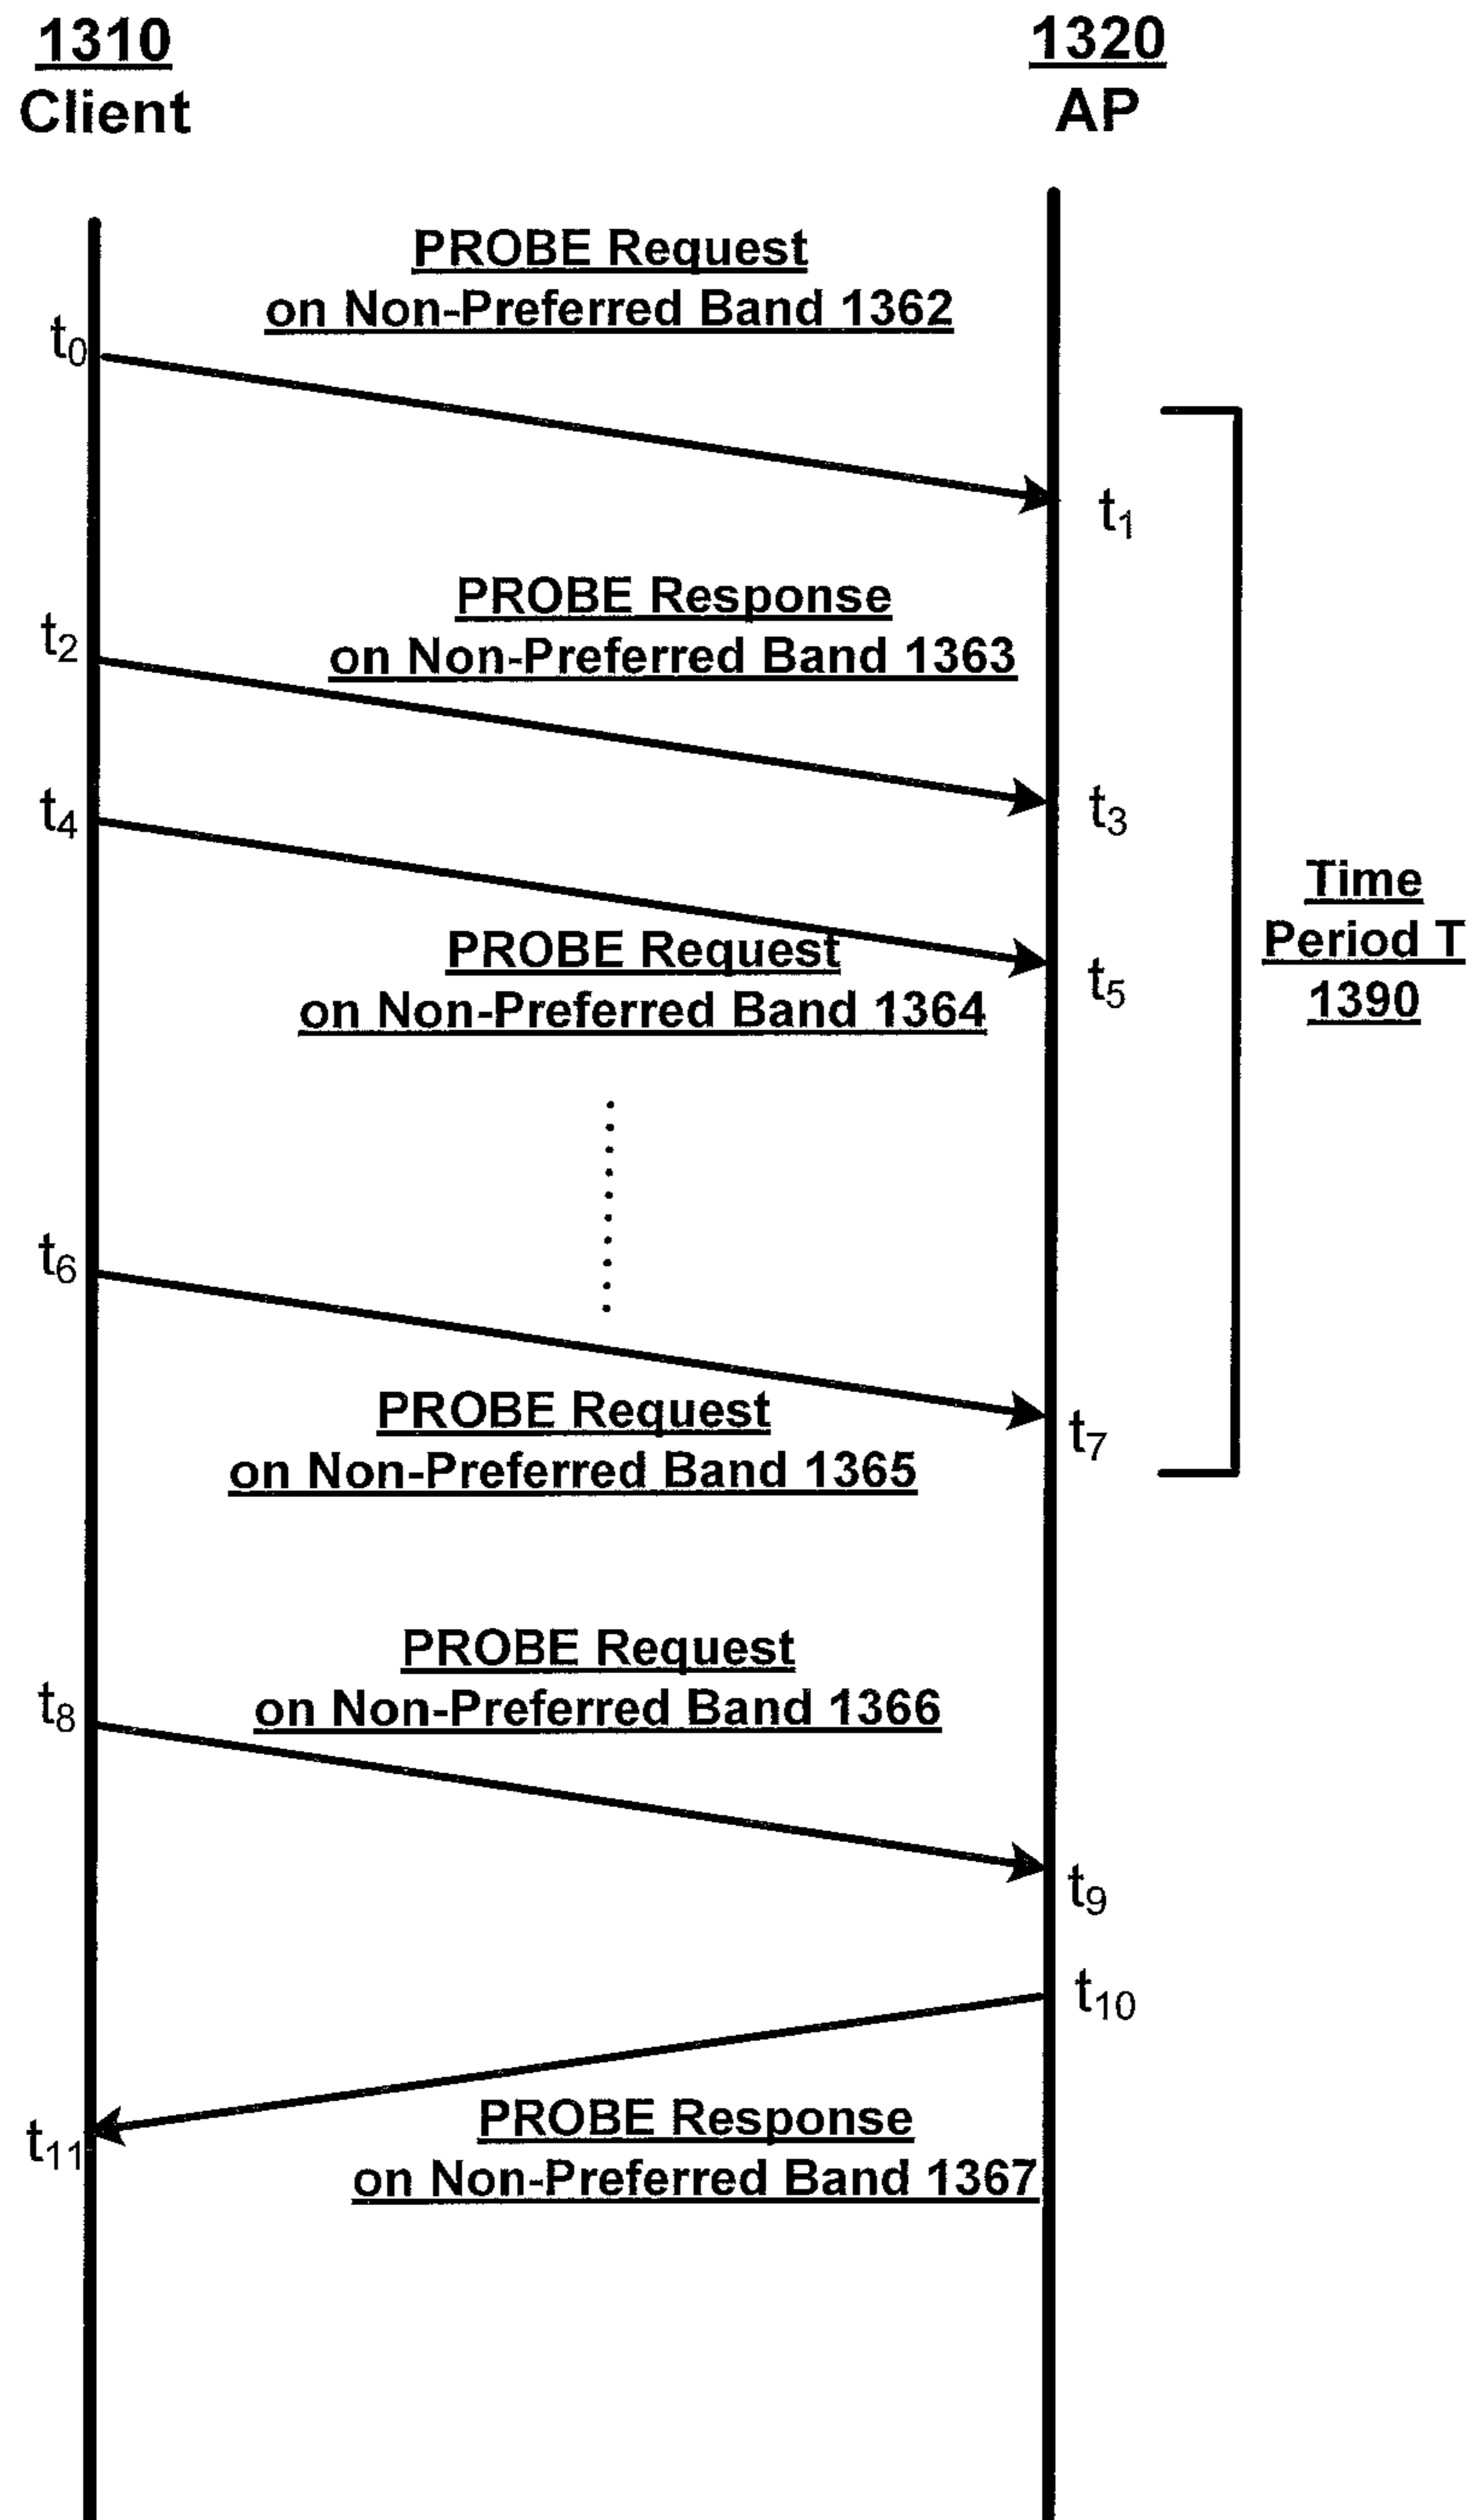 1310
Client
1320
AP
PROBE Request
on Non-Preferred Band 1362
t0
t1
PROBE Response
on Non-Preferred Band 1363
t2
t3
t4
PROBE Request
on Non-Preferred Band 1364
t5
Time
Period T
1390
t6
PROBE Request
on Non-Preferred Band 1365
t7
PROBE Request
on Non-Preferred Band 1366
t8
t9
t10
PROBE Response
on Non-Preferred Band 1367
t11